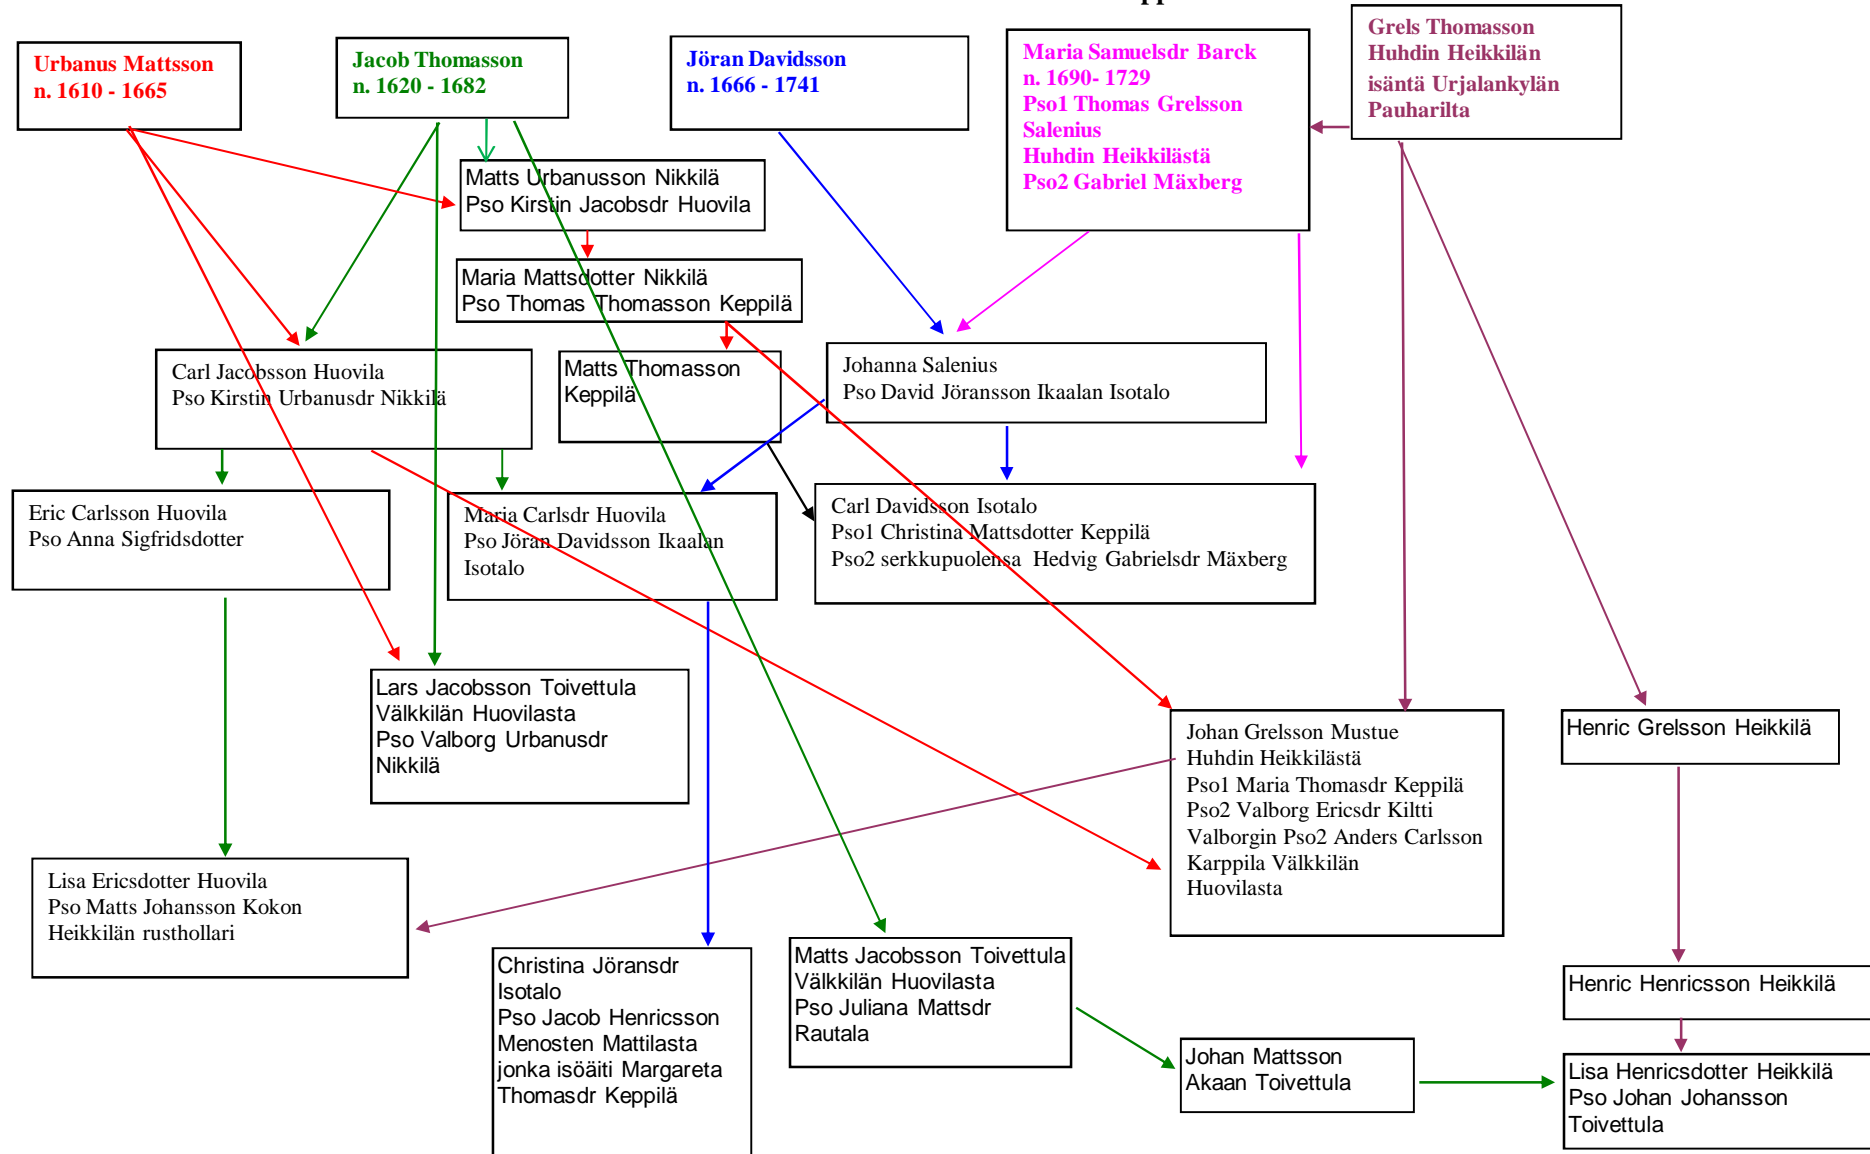 pp
Urbanus Mattsson
n. 1610 - 1665
Jacob Thomasson
n. 1620 - 1682
Jöran Davidsson
n. 1666 - 1741
Maria Samuelsdr Barck
n. 1690- 1729
Pso1 Thomas Grelsson
Salenius
Huhdin Heikkilästä
Pso2 Gabriel Mäxberg
Grels Thomasson
Huhdin Heikkilän
isäntä Urjalankylän
Pauharilta
Matts Urbanusson Nikkilä
Pso Kirstin Jacobsdr Huovila
Maria Mattsdotter Nikkilä
Pso Thomas Thomasson Keppilä
Carl Jacobsson Huovila
Pso Kirstin Urbanusdr Nikkilä
Matts Thomasson
Keppilä
Johanna Salenius
Pso David Jöransson Ikaalan Isotalo
Eric Carlsson Huovila
Pso Anna Sigfridsdotter
Maria Carlsdr Huovila
Pso Jöran Davidsson Ikaalan
Isotalo
Carl Davidsson Isotalo
Pso1 Christina Mattsdotter Keppilä
Pso2 serkkupuolensa Hedvig Gabrielsdr Mäxberg
Lars Jacobsson Toivettula
Välkkilän Huovilasta
Pso Valborg Urbanusdr
Nikkilä
Johan Grelsson Mustue
Huhdin Heikkilästä
Pso1 Maria Thomasdr Keppilä
Pso2 Valborg Ericsdr Kiltti
Valborgin Pso2 Anders Carlsson
Karppila Välkkilän
Huovilasta
Henric Grelsson Heikkilä
Lisa Ericsdotter Huovila
Pso Matts Johansson Kokon
Heikkilän rusthollari
Christina Jöransdr
Isotalo
Pso Jacob Henricsson
Menosten Mattilasta
jonka isöäiti Margareta
Thomasdr Keppilä
Matts Jacobsson Toivettula
Välkkilän Huovilasta
Pso Juliana Mattsdr
Rautala
Johan Mattsson
Akaan Toivettula
Henric Henricsson Heikkilä
Lisa Henricsdotter Heikkilä
Pso Johan Johansson
Toivettula